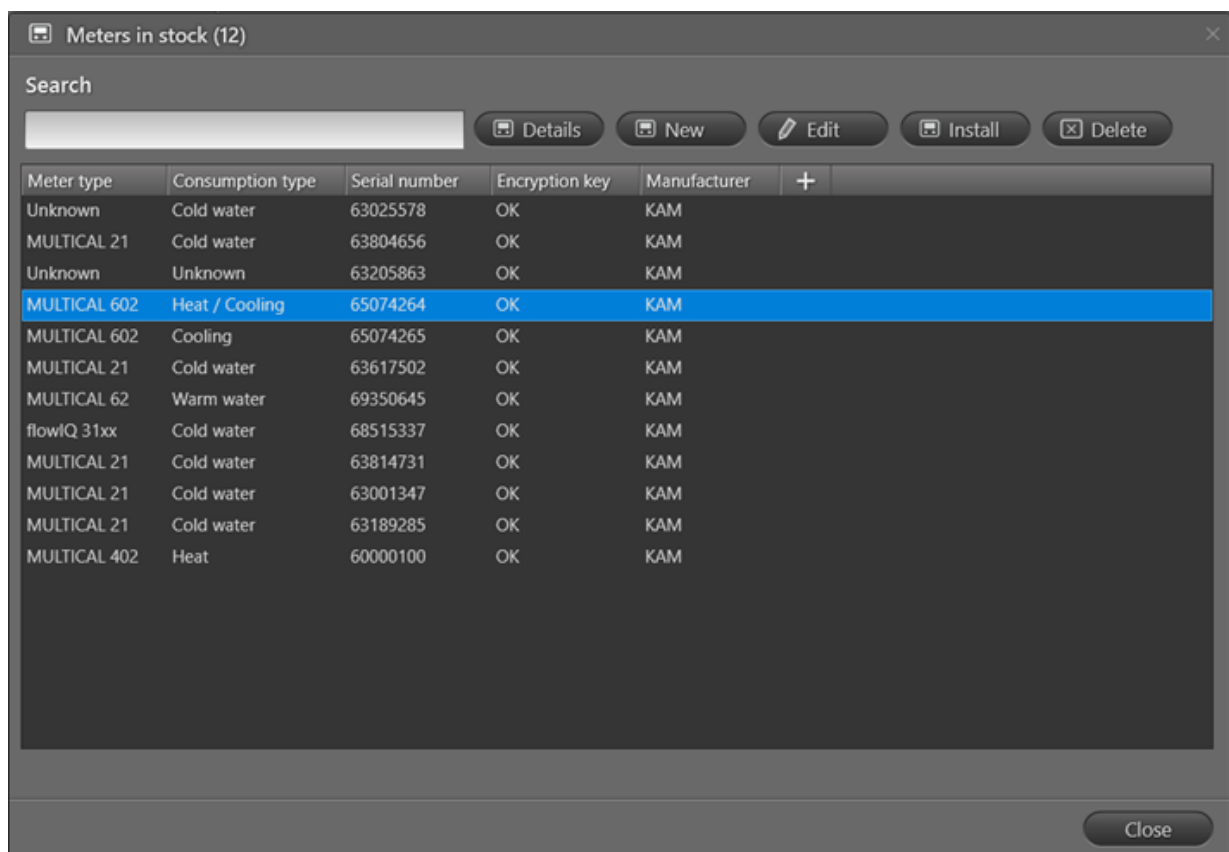 Meters in stock (12)
Search
Details New Edit Install Delete
Meter type Consumption type Serial number Encryption key Manufacturer +
Unknown Cold water 63025578 OK KAM
MULTICAL 21 Cold water 63804656 OK KAM
Unknown Unknown 63205863 OK KAM
MULTICAL 602 Heat / Cooling 65074264 OK KAM
MULTICAL 602 Cooling 65074265 OK KAM
MULTICAL 21 Cold water 63617502 OK KAM
MULTICAL 62 Warm water 69350645 OK KAM
flowIQ 31xx Cold water 68515337 OK KAM
MULTICAL 21 Cold water 63814731 OK KAM
MULTICAL 21 Cold water 63001347 OK KAM
MULTICAL 21 Cold water 63189285 OK KAM
MULTICAL 402 Heat 60000100 OK KAM
Close